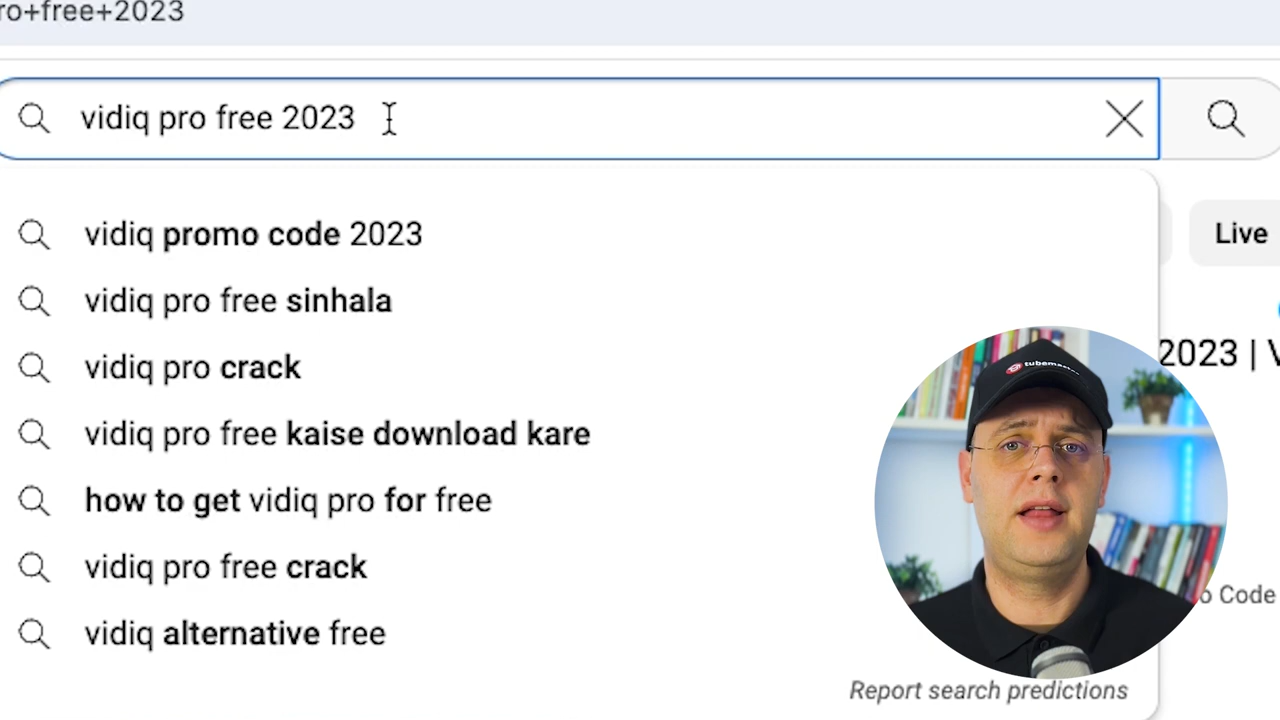 ro+free+2023
vidiq pro free 2023
vidiq promo code 2023
Live
vidiq pro free sinhala
vidiq pro crack
2023 |
tubemaste
vidiq pro free kaise download kare
how to get vidiq pro for free
vidiq pro free crack
o Code
vidiq alternative free
Report search predictions